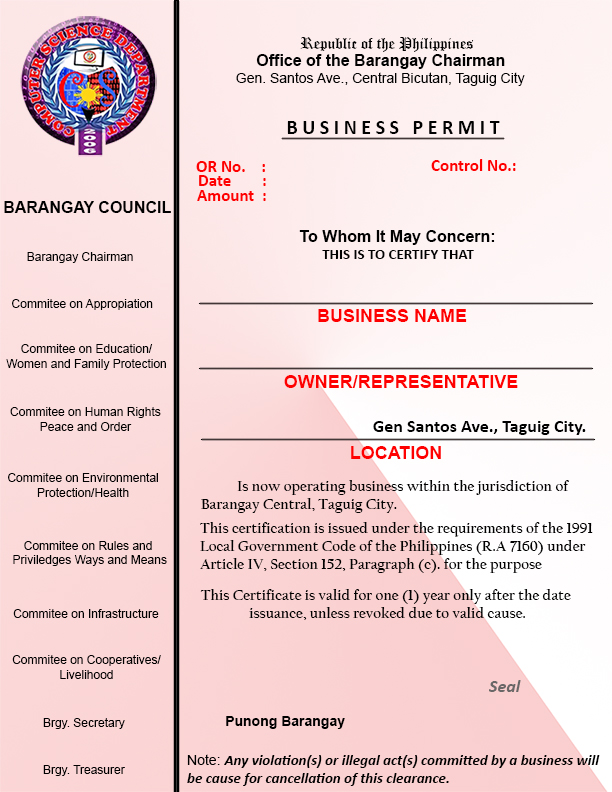 COMPUTER SCIENCE DEPARTMENT
BARANGAY COUNCIL
Barangay Chairman
Commitee on Appropiation
Commitee on Education/
Women and Family Protection
Commitee on Human Rights
Peace and Order
Commitee on Environmental
Protection/Health
Commitee on Rules and
Priviledges Ways and Means
Commitee on Infrastructure
Commitee on Cooperatives/
Livelihood
Brgy. Secretary
Brgy. Treasurer
Republic of the Philippines
Office of the Barangay Chairman
Gen. Santos Ave., Central Bicutan, Taguig City
BUSINESS PERMIT
OR No. :
Control No.:
Date :
Amount :
To Whom It May Concern:
THIS IS TO CERTIFY THAT
BUSINESS NAME
OWNER/REPRESENTATIVE
Gen Santos Ave., Taguig City.
LOCATION
Is now operating business within the jurisdiction of
Barangay Central, Taguig City.
This certification is issued under the requirements of the 1991
Local Government Code of the Philippines (R.A 7160) under
Article IV, Section 152, Paragraph (c). for the purpose
This Certificate is valid for one (1) year only after the date
issuance, unless revoked due to valid cause.
Seal
Punong Barangay
Note: Any violation(s) or illegal act(s) committed by a business will
be cause for cancellation of this clearance.